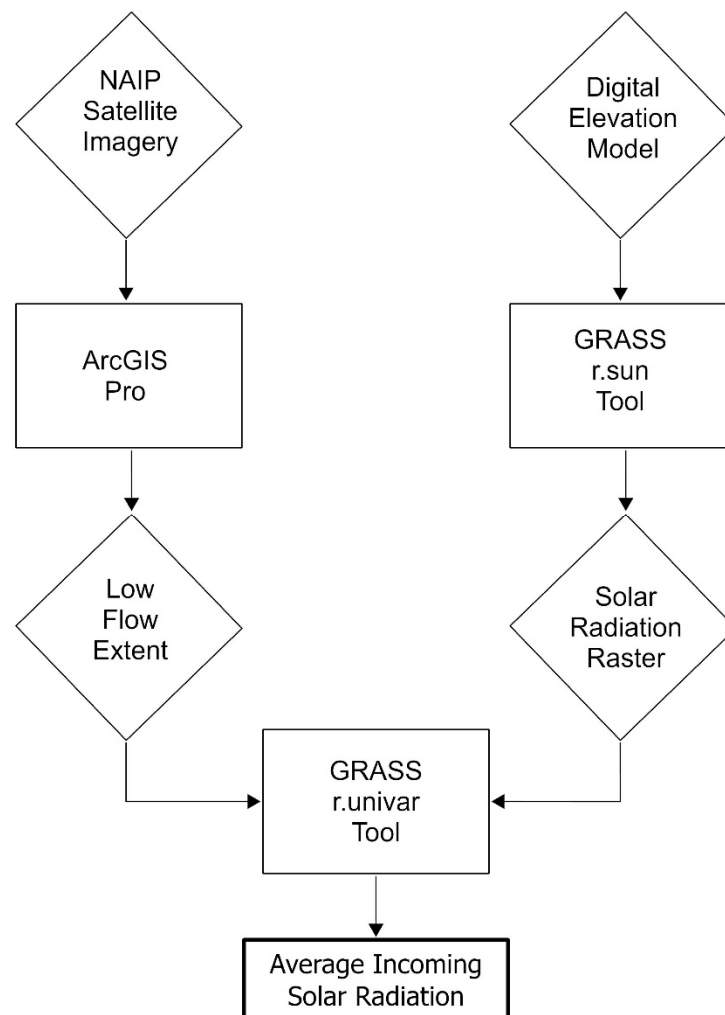 NAIP
Satellite
Imagery
Digital
Elevation
Model
ArcGIS
Pro
GRASS
r.sun
Tool
Low
Flow
Extent
Solar
Radiation
Raster
GRASS
r.univar
Tool
Average Incoming
Solar Radiation